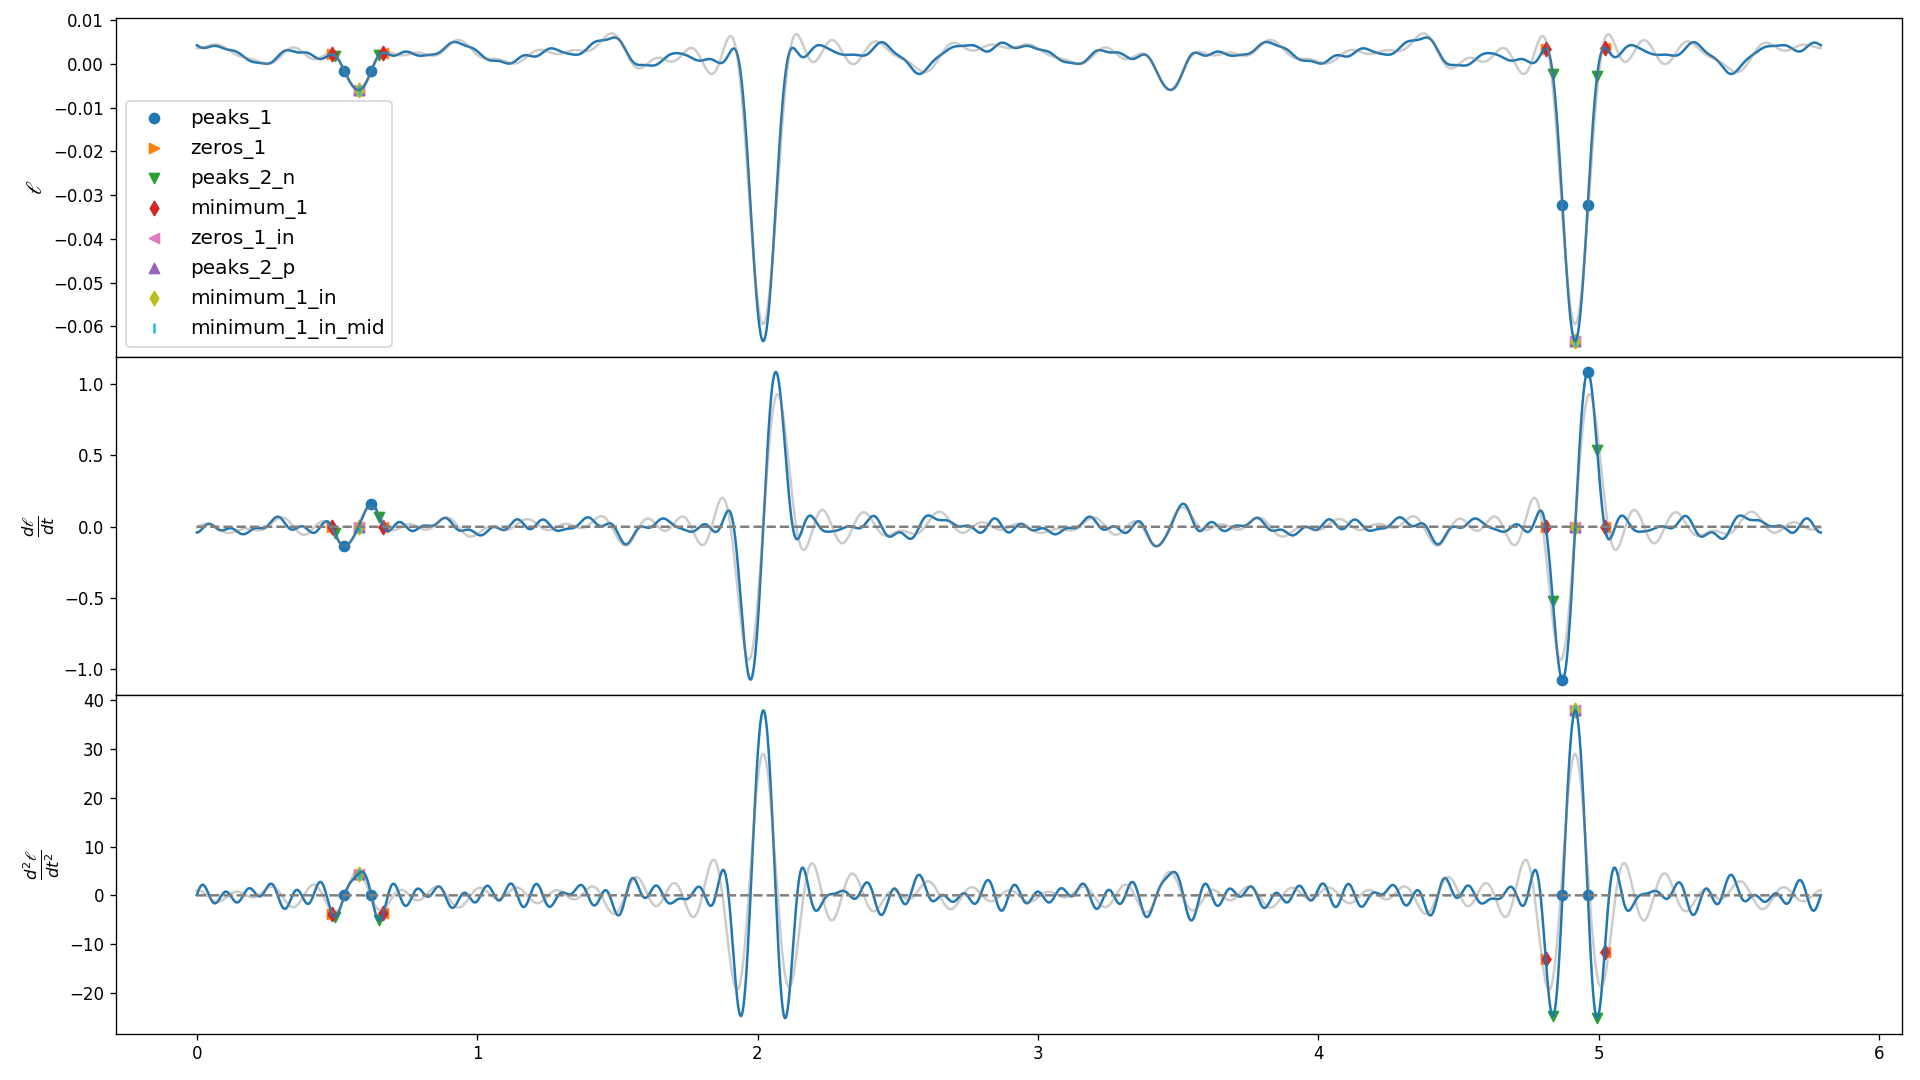 0.01
0.00
−0.01
−0.02
−0.03
−0.04
−0.05
−0.06
ℓ
peaks_1
zeros_1
peaks_2_n
minimum_1
zeros_1_in
peaks_2_p
minimum_1_in
minimum_1_in_mid
1.0
0.5
0.0
−0.5
−1.0
dℓ/dt
40
30
20
10
0
−10
−20
d²ℓ/dt²
0 1 2 3 4 5 6